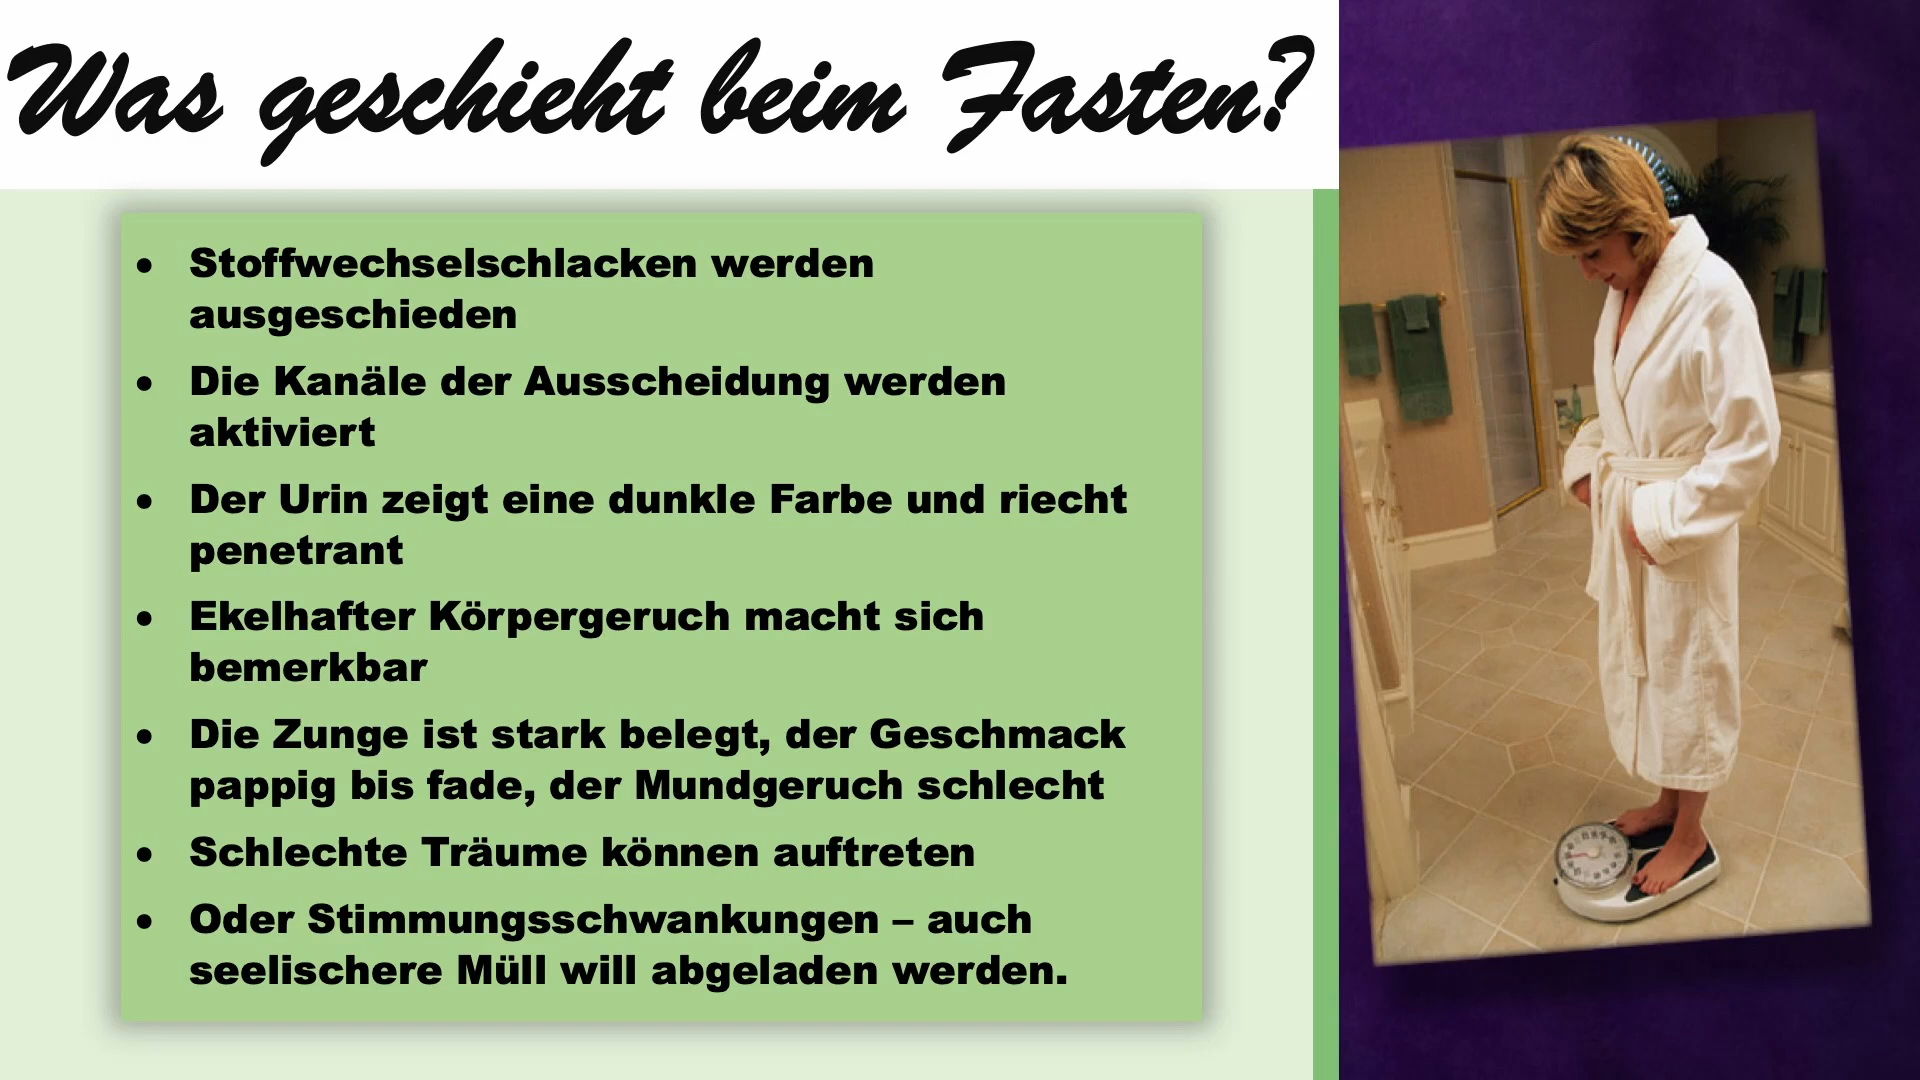 Was geschieht beim Fasten?
• Stoffwechselschlacken werden
ausgeschieden
• Die Kanäle der Ausscheidung werden
aktiviert
• Der Urin zeigt eine dunkle Farbe und riecht
penetrant
• Ekelhafter Körpergeruch macht sich
bemerkbar
• Die Zunge ist stark belegt, der Geschmack
pappig bis fade, der Mundgeruch schlecht
• Schlechte Träume können auftreten
• Oder Stimmungsschwankungen – auch
seelischere Müll will abgeladen werden.